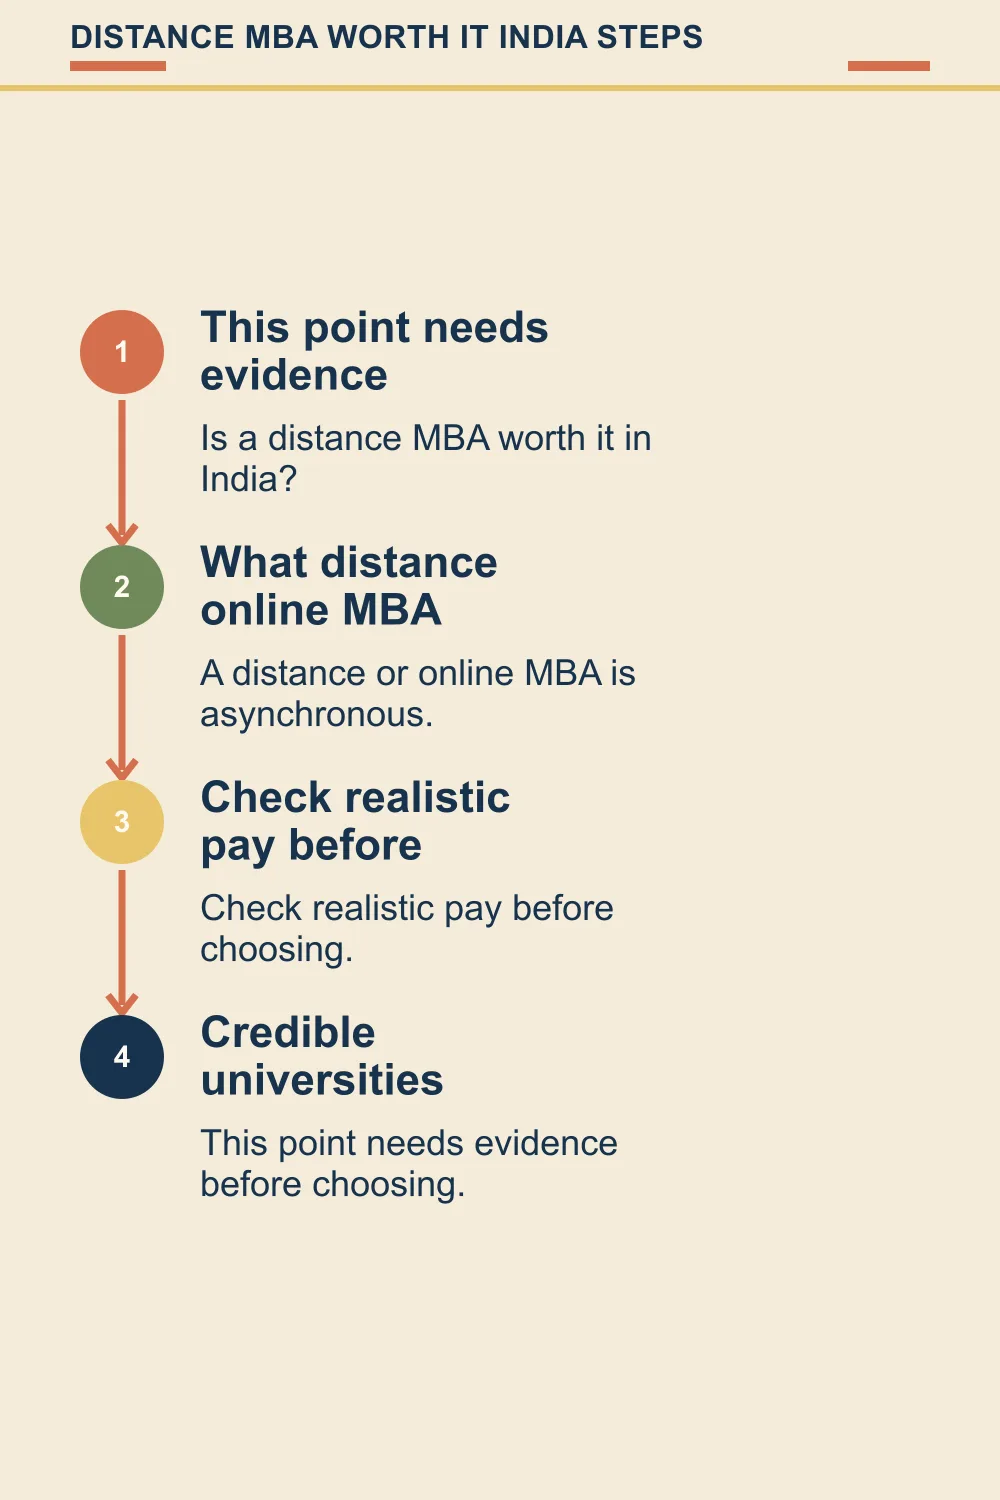 DISTANCE MBA WORTH IT INDIA STEPS
1
This point needs
evidence
Is a distance MBA worth it in
India?
2
What distance
online MBA
A distance or online MBA is
asynchronous.
3
Check realistic
pay before
Check realistic pay before
choosing.
4
Credible
universities
This point needs evidence
before choosing.